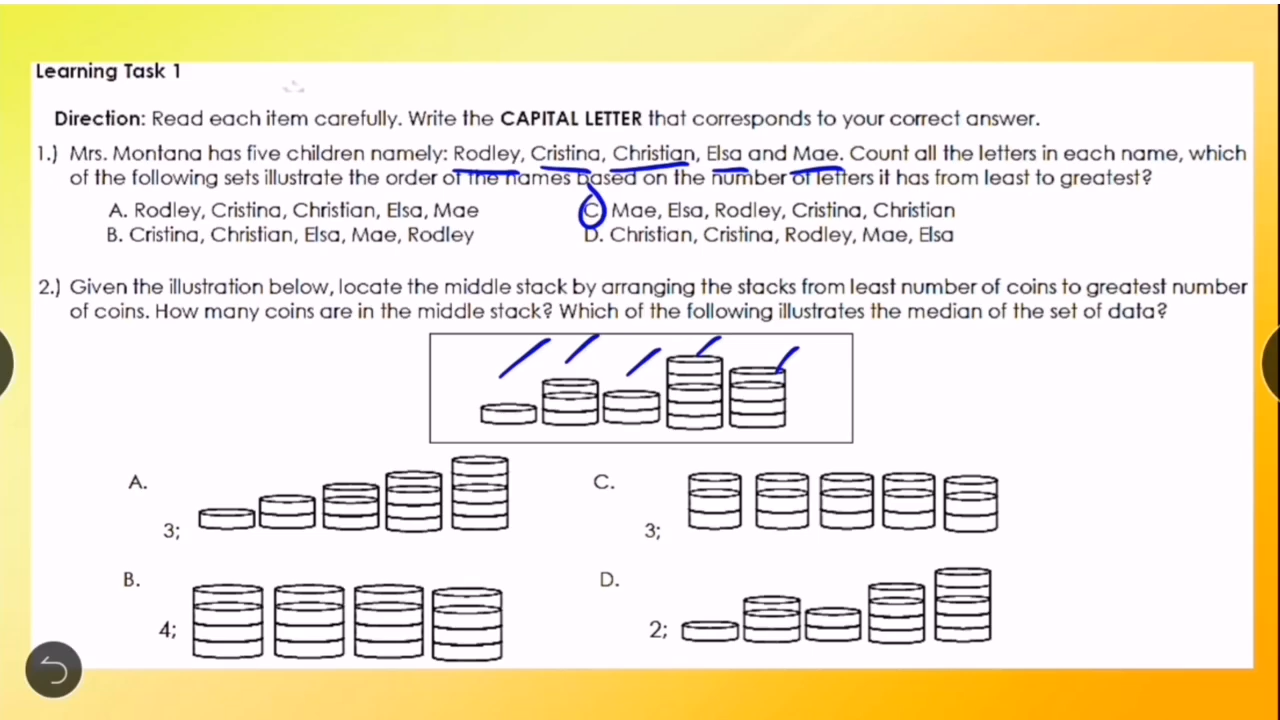 Learning Task 1
Direction: Read each item carefully. Write the CAPITAL LETTER that corresponds to your correct answer.
1.) Mrs. Montana has five children namely: Rodley, Cristina, Christian, Elsa and Mae. Count all the letters in each name, which
of the following sets illustrate the order of the names based on the number of letters it has from least to greatest?
A. Rodley, Cristina, Christian, Elsa, Mae
C. Mae, Elsa, Rodley, Cristina, Christian
B. Cristina, Christian, Elsa, Mae, Rodley
D. Christian, Cristina, Rodley, Mae, Elsa
2.) Given the illustration below, locate the middle stack by arranging the stacks from least number of coins to greatest number
of coins. How many coins are in the middle stack? Which of the following illustrates the median of the set of data?
A.
3;
C.
3;
B.
4;
D.
2;